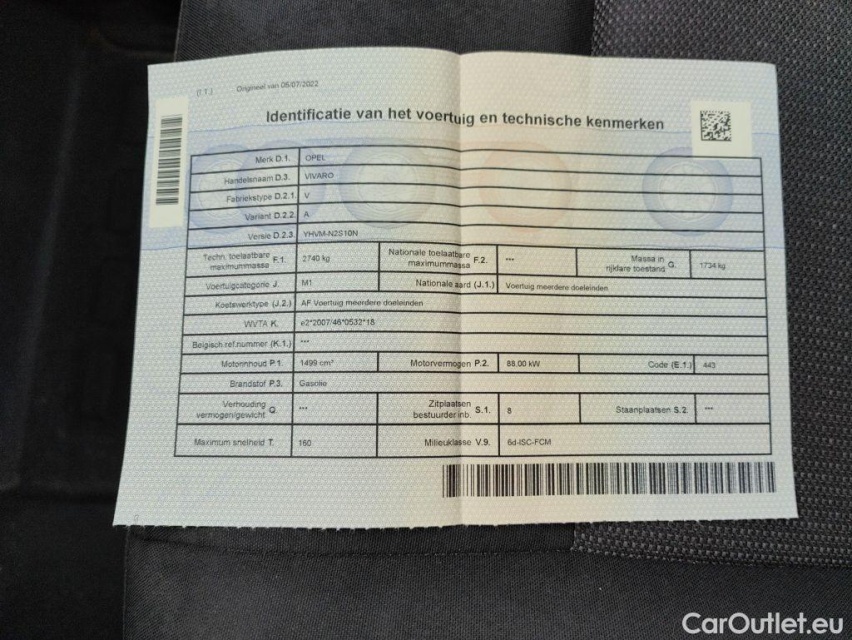 (I.1.) Origineel van 05/07/2022
Identificatie van het voertuig en technische kenmerken
Merk D.1. OPEL
Handelsnaam D.3. VIVARO
Fabriekstype D.2.1. V
Variant D.2.2. A
Versie D.2.3. YHVM-N2S10N
Techn. toelaatbare maximummassa F.1. 2740 kg Nationale toelaatbare maximummassa F.2. *** Massa in rijklare toestand G. 1734 kg
Voertuigcategorie J. M1 Nationale aard (J.1.) Voertuig meerdere doeleinden
Koetswerktype (J.2.) AF Voertuig meerdere doeleinden
WVTA K. e2*2007/46*0532*18
Belgisch ref.nummer (K.1.) ***
Motorinhoud P.1. 1499 cm³ Motorvermogen P.2. 88.00 kW Code (E.1.) 443
Brandstof P.3. Gasolie
Verhouding vermogen/gewicht Q. *** Zitplaatsen bestuurder inb. S.1. 8 Staanplaatsen S.2. ***
Maximum snelheid T. 160 Milieuklasse V.9. 6d-ISC-FCM
CarOutlet.eu